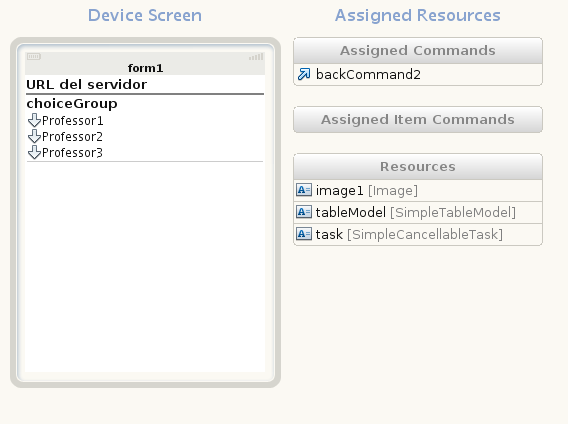 Device Screen
form1
URL del servidor
choiceGroup
Professor1
Professor2
Professor3
Assigned Resources
Assigned Commands
backCommand2
Assigned Item Commands
Resources
image1 [Image]
tableModel [SimpleTableModel]
task [SimpleCancellableTask]